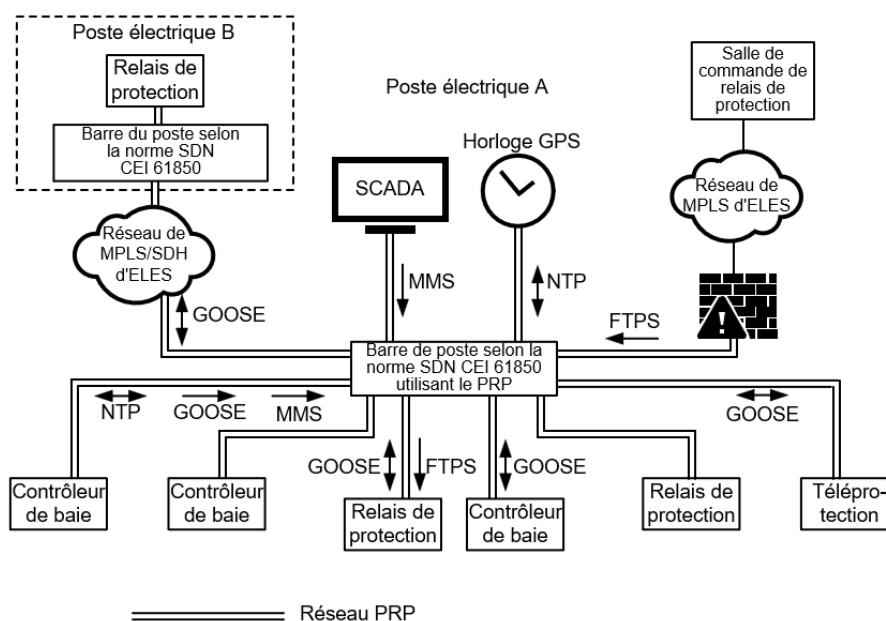 Poste électrique B
Relais de
protection
Barre du poste selon
la norme SDN
CEI 61850
Réseau de
MPLS/SDH
d'ELES
GOOSE
Poste électrique A
SCADA
MMS
Horloge GPS
NTP
Salle de
commande de
relais de
protection
Réseau de
MPLS d'ELES
FTPS
Barre de poste selon la
norme SDN CEI 61850
utilisant le PRP
NTP
GOOSE
MMS
GOOSE
FTPS
GOOSE
GOOSE
Contrôleur
de baie
Contrôleur
de baie
Relais de
protection
Contrôleur
de baie
Relais de
protection
Télépro-
tection
Réseau PRP